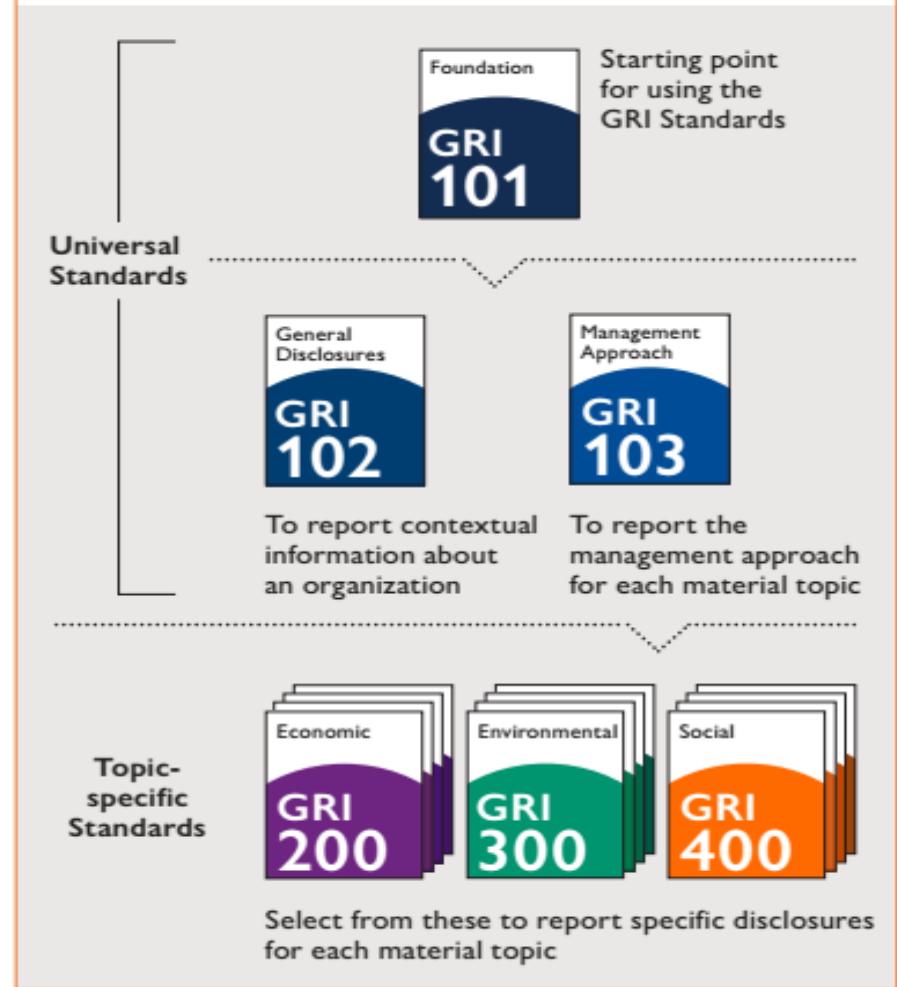 Foundation
GRI
101
Starting point
for using the
GRI Standards
Universal
Standards
General
Disclosures
GRI
102
To report contextual
information about
an organization
Management
Approach
GRI
103
To report the
management approach
for each material topic
Topic-
specific
Standards
Economic
GRI
200
Environmental
GRI
300
Social
GRI
400
Select from these to report specific disclosures
for each material topic